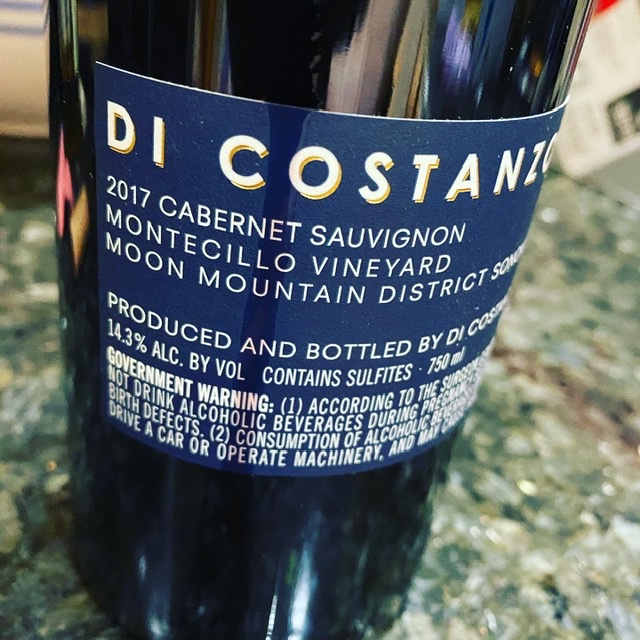 DI COSTANZO
2017 CABERNET SAUVIGNON
MONTECILLO VINEYARD
MOON MOUNTAIN DISTRICT
PRODUCED AND BOTTLED BY DI
14.3% ALC. BY VOL CONTAINS SULFITES · 750 ml
GOVERNMENT WARNING: (1) ACCORDING TO THE
NOT DRINK ALCOHOLIC BEVERAGES DURING
BIRTH DEFECTS. (2) CONSUMPTION OF ALCOHOLIC
DRIVE A CAR OR OPERATE MACHINERY, AND MAY